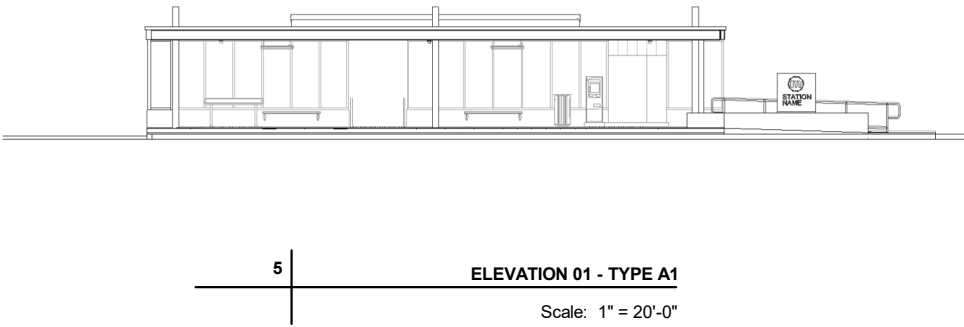 STATION
NAME
5
ELEVATION 01 - TYPE A1
Scale: 1" = 20'-0"